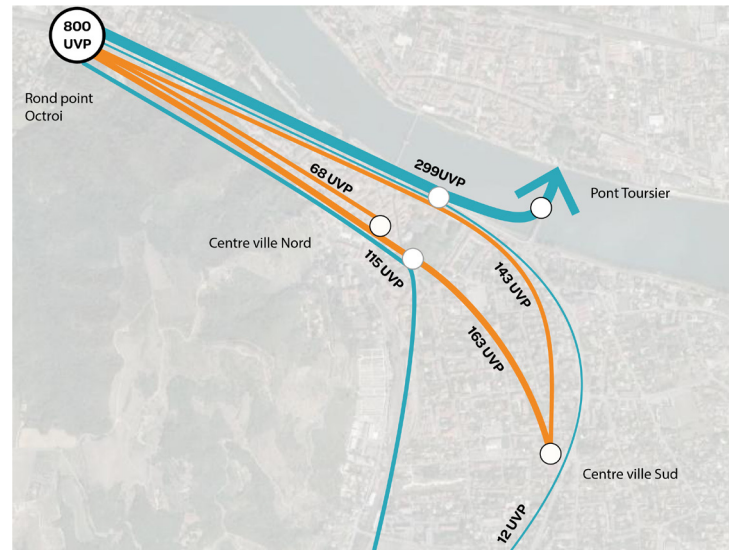 800
UVP
Rond point
Octroi
299UVP
68 UVP
Pont Toursier
Centre ville Nord
115 UVP
143 UVP
163 UVP
Centre ville Sud
12 UVP